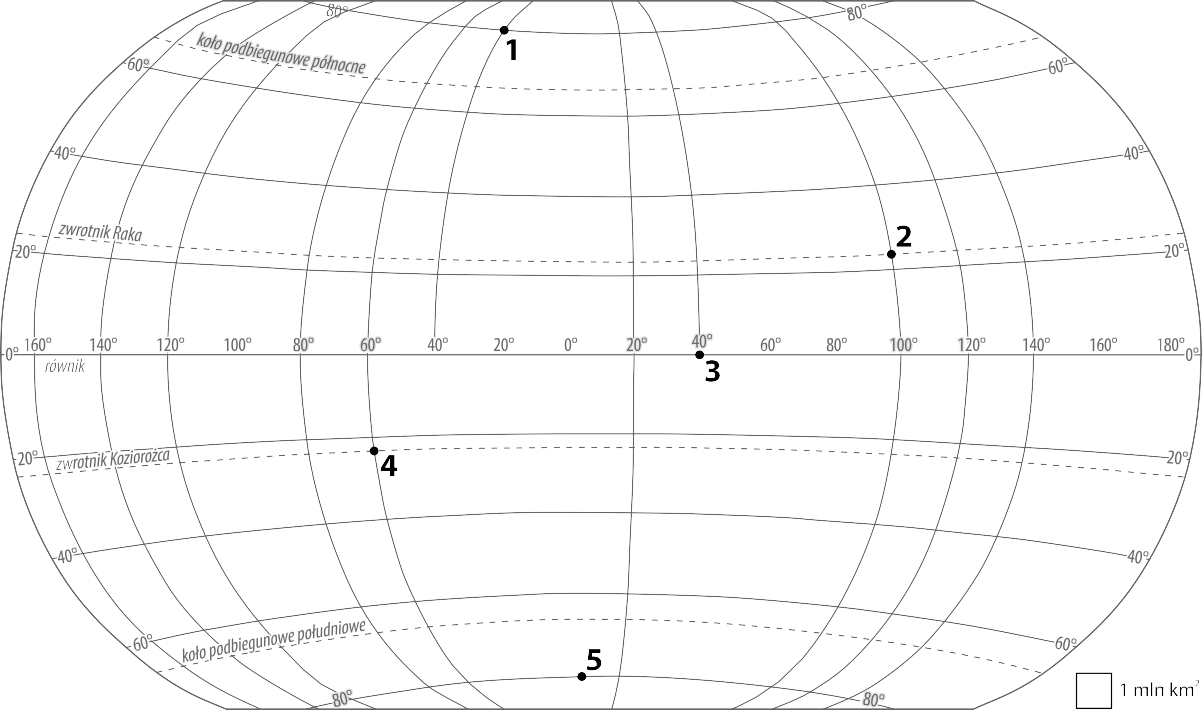 80° 80°
1
koło podbiegunowe północne
60° 60°
40° 40°
zwrotnik Raka
2
20° 20°
0° 160° 140° 120° 100° 80° 60° 40° 20° 0° 20° 40° 60° 80° 100° 120° 140° 160° 180° 0°
równik
3
20° 20°
zwrotnik Koziorożca
4
40° 40°
60° 60°
koło podbiegunowe południowe
5
80° 80°
1 mln km²